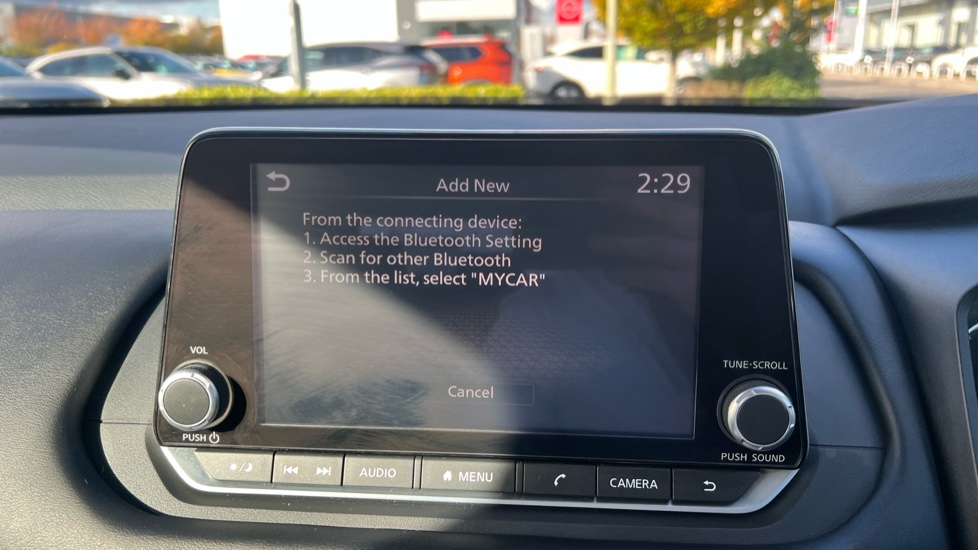 Add New
2:29
From the connecting device:
1. Access the Bluetooth Setting
2. Scan for other Bluetooth
3. From the list, select "MYCAR"
Cancel
VOL
PUSH
TUNE·SCROLL
PUSH SOUND
AUDIO
MENU
CAMERA